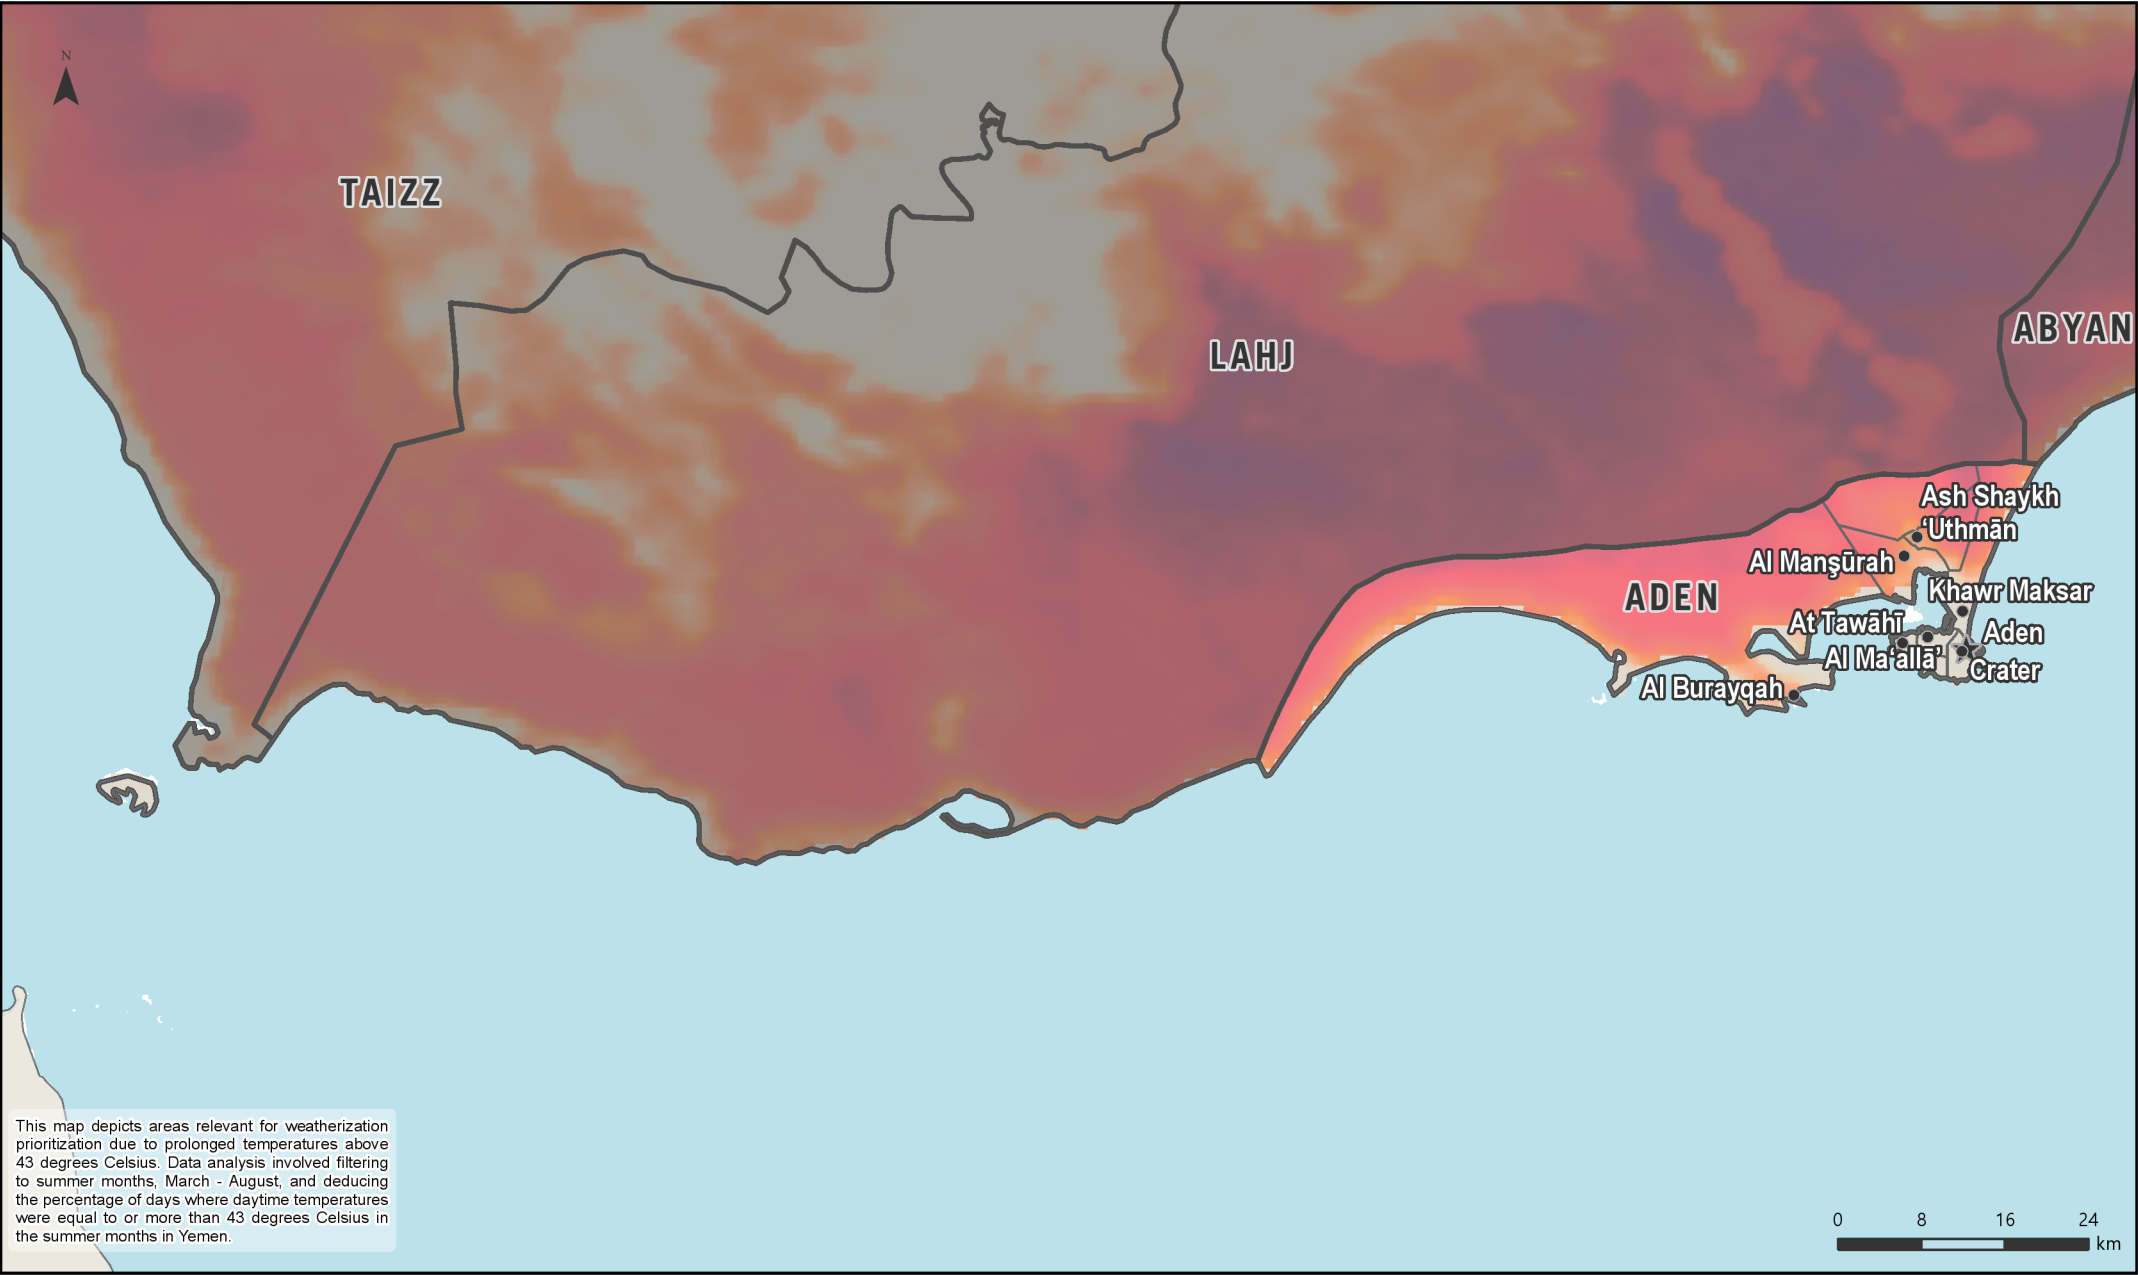 N
TAIZZ
LAHJ
ABYAN
Ash Shaykh
‘Uthmān
Al Manşūrah
ADEN
Khawr Maksar
At Tawāhī
Aden
Al Ma‘allā’
Crater
Al Burayqah
This map depicts areas relevant for weatherization
prioritization due to prolonged temperatures above
43 degrees Celsius. Data analysis involved filtering
to summer months, March - August, and deducing
the percentage of days where daytime temperatures
were equal to or more than 43 degrees Celsius in
the summer months in Yemen.
0 8 16 24
km